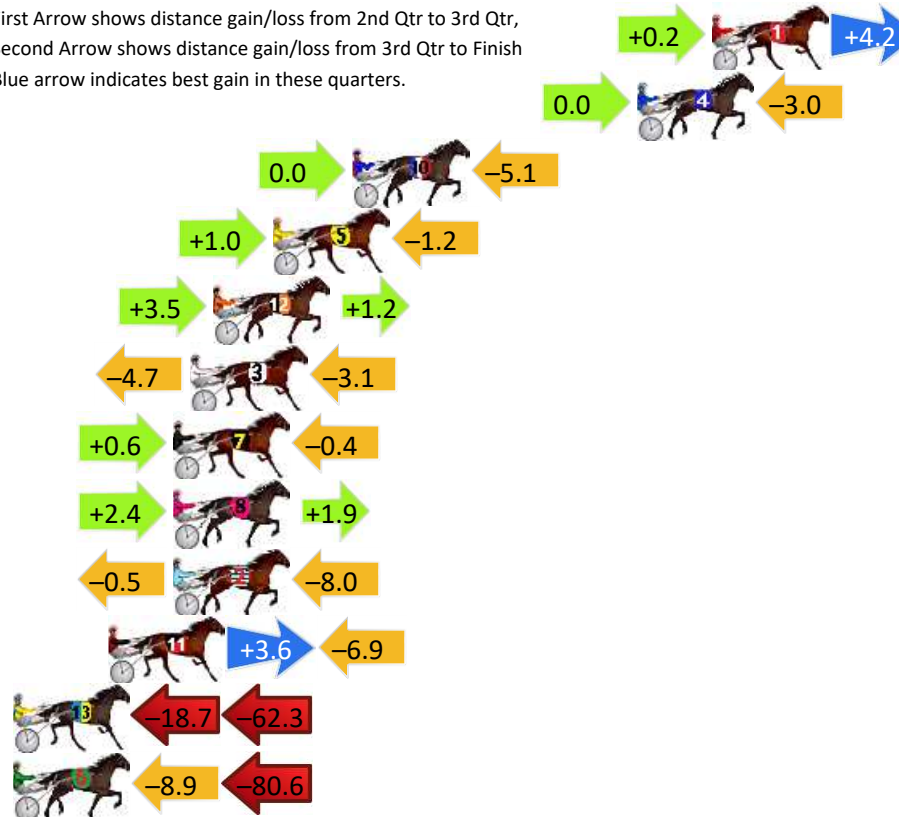 irst Arrow shows distance gain/loss from 2nd Qtr to 3rd Qtr,
Second Arrow shows distance gain/loss from 3rd Qtr to Finish
Blue arrow indicates best gain in these quarters.
+0.2 1 +4.2
0.0 4 –3.0
0.0 10 –5.1
+1.0 5 –1.2
+3.5 12 +1.2
–4.7 3 –3.1
+0.6 7 –0.4
+2.4 8 +1.9
–0.5 2 –8.0
11 +3.6 –6.9
13 –18.7 –62.3
6 –8.9 –80.6